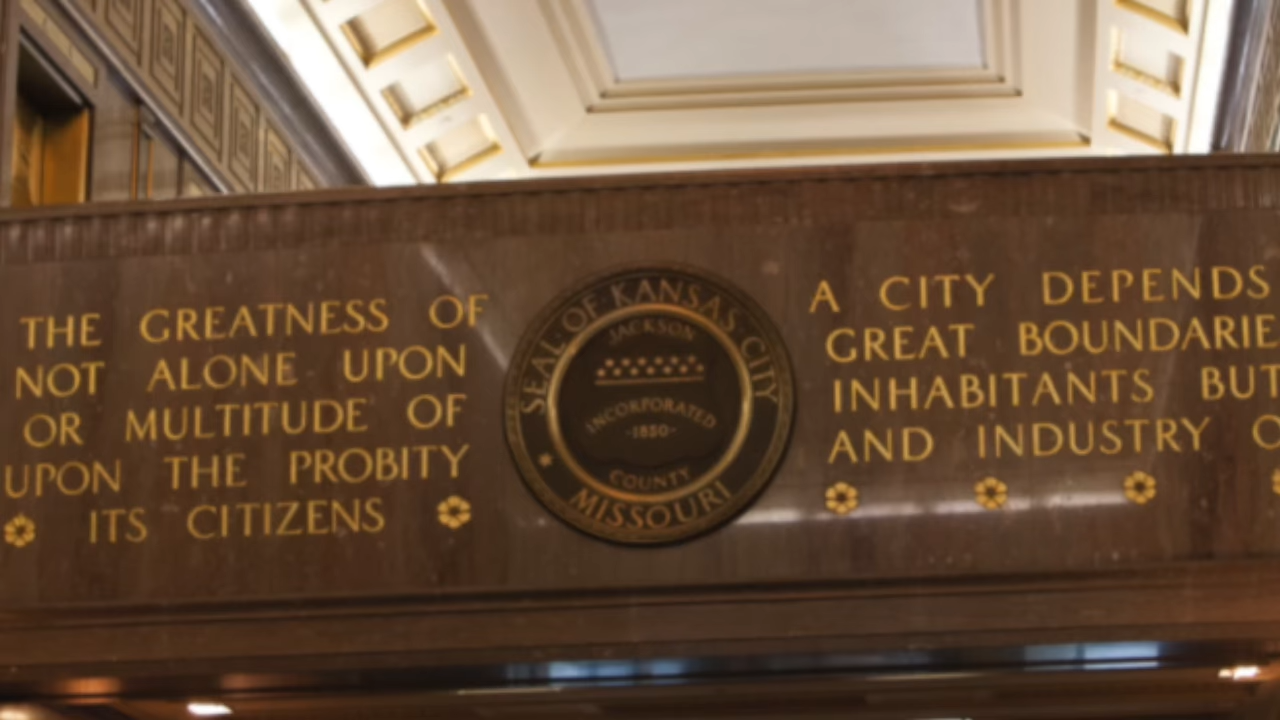 THE GREATNESS OF
NOT ALONE UPON
OR MULTITUDE OF
UPON THE PROBITY
ITS CITIZENS
SEAL OF KANSAS CITY
JACKSON
INCORPORATED
-1850-
COUNTY
MISSOURI
A CITY DEPENDS
GREAT BOUNDARIE
INHABITANTS BUT
AND INDUSTRY O